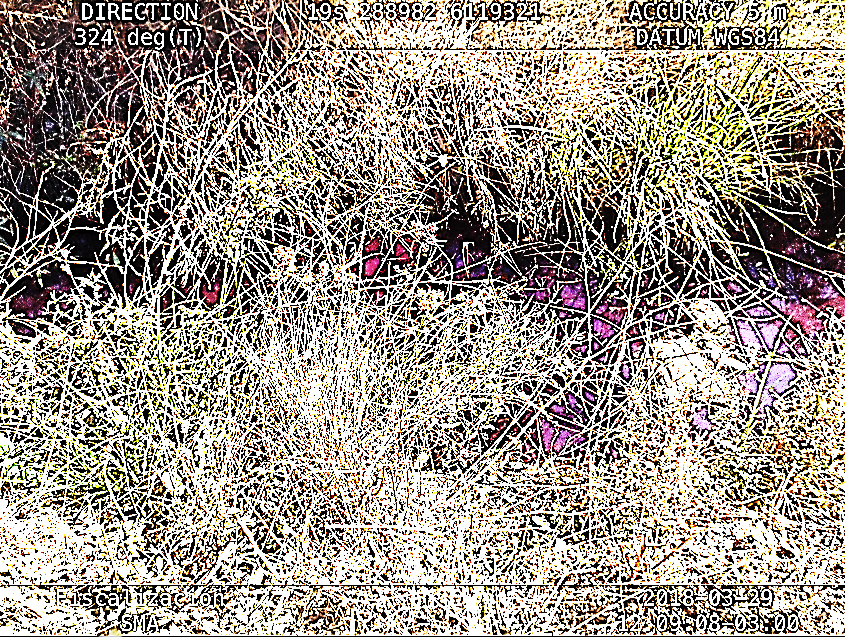 DIRECTION 19s 288982 6119321 ACCURACY 5 m
324 deg(T) DATUM WGS84
Fiscalización 2018-03-29
SMA 12:09:08-03:00